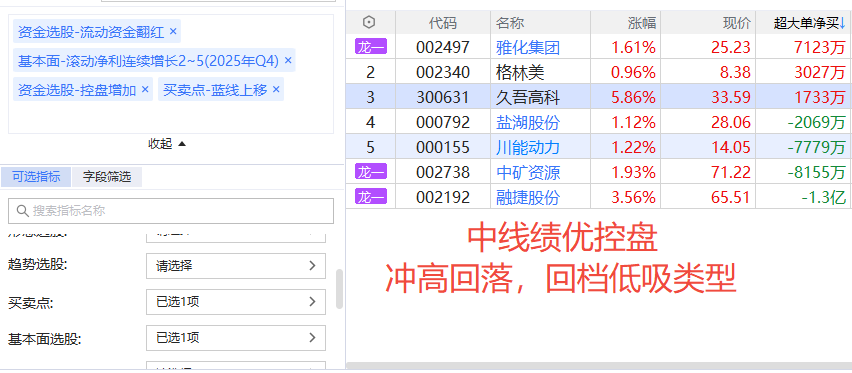 资金选股-流动资金翻红 ×
基本面-滚动净利连续增长2~5(2025年Q4) ×
资金选股-控盘增加 × 买卖点-蓝线上移 ×
收起
可选指标 字段筛选
搜索指标名称
趋势选股: 请选择
买卖点: 已选1项
基本面选股: 已选1项
代码 名称 涨幅 现价 超大单净买↓
龙一 002497 雅化集团 1.61% 25.23 7123万
2 002340 格林美 0.96% 8.38 3027万
3 300631 久吾高科 5.86% 33.59 1733万
4 000792 盐湖股份 1.12% 28.06 -2069万
5 000155 川能动力 1.22% 14.05 -7779万
龙一 002738 中矿资源 1.93% 71.22 -8155万
龙一 002192 融捷股份 3.56% 65.51 -1.3亿
中线绩优控盘
冲高回落，回档低吸类型